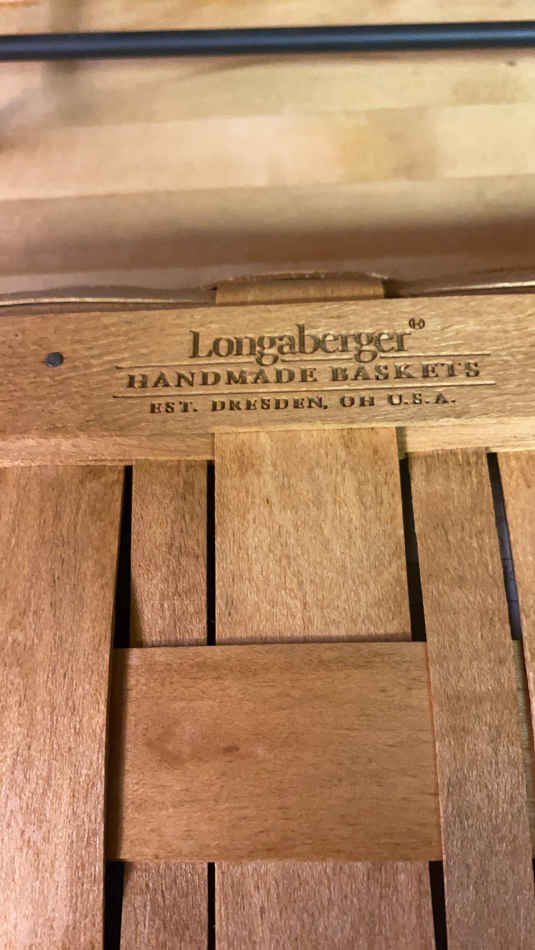 Longaberger®
HANDMADE BASKETS
EST. DRESDEN, OH U.S.A.